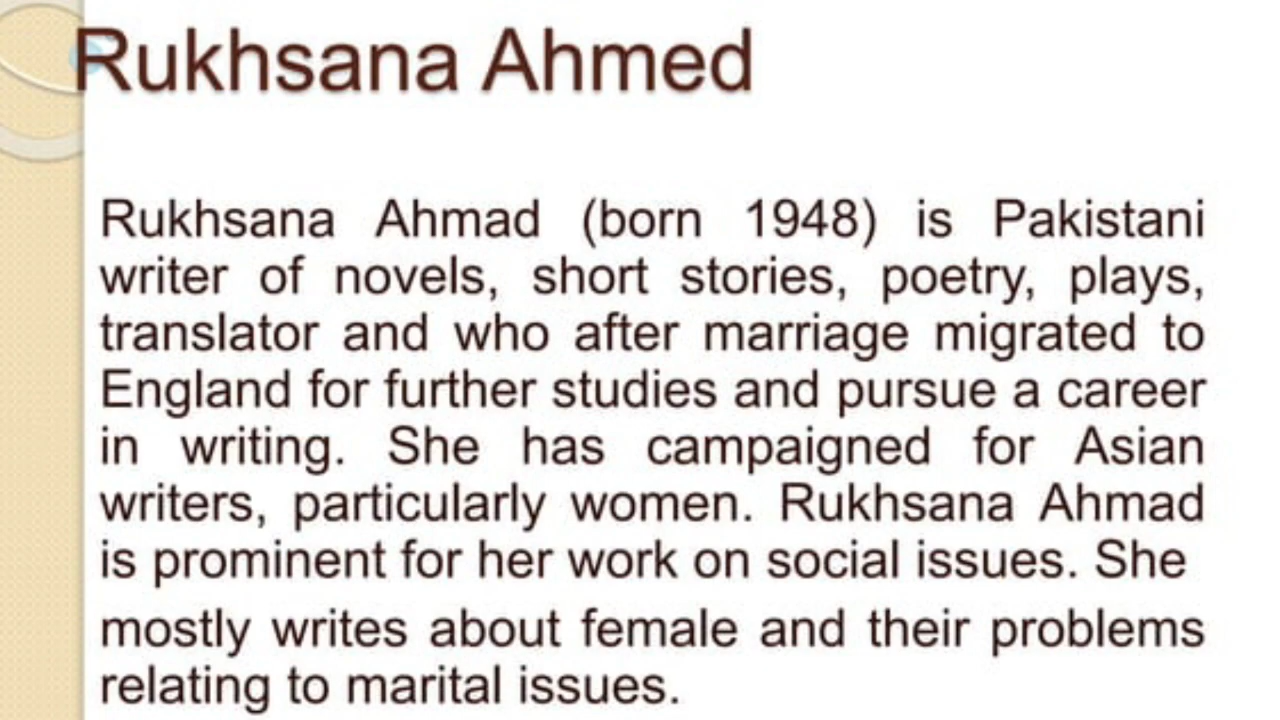 Rukhsana Ahmed
Rukhsana Ahmad (born 1948) is Pakistani
writer of novels, short stories, poetry, plays,
translator and who after marriage migrated to
England for further studies and pursue a career
in writing. She has campaigned for Asian
writers, particularly women. Rukhsana Ahmad
is prominent for her work on social issues. She
mostly writes about female and their problems
relating to marital issues.